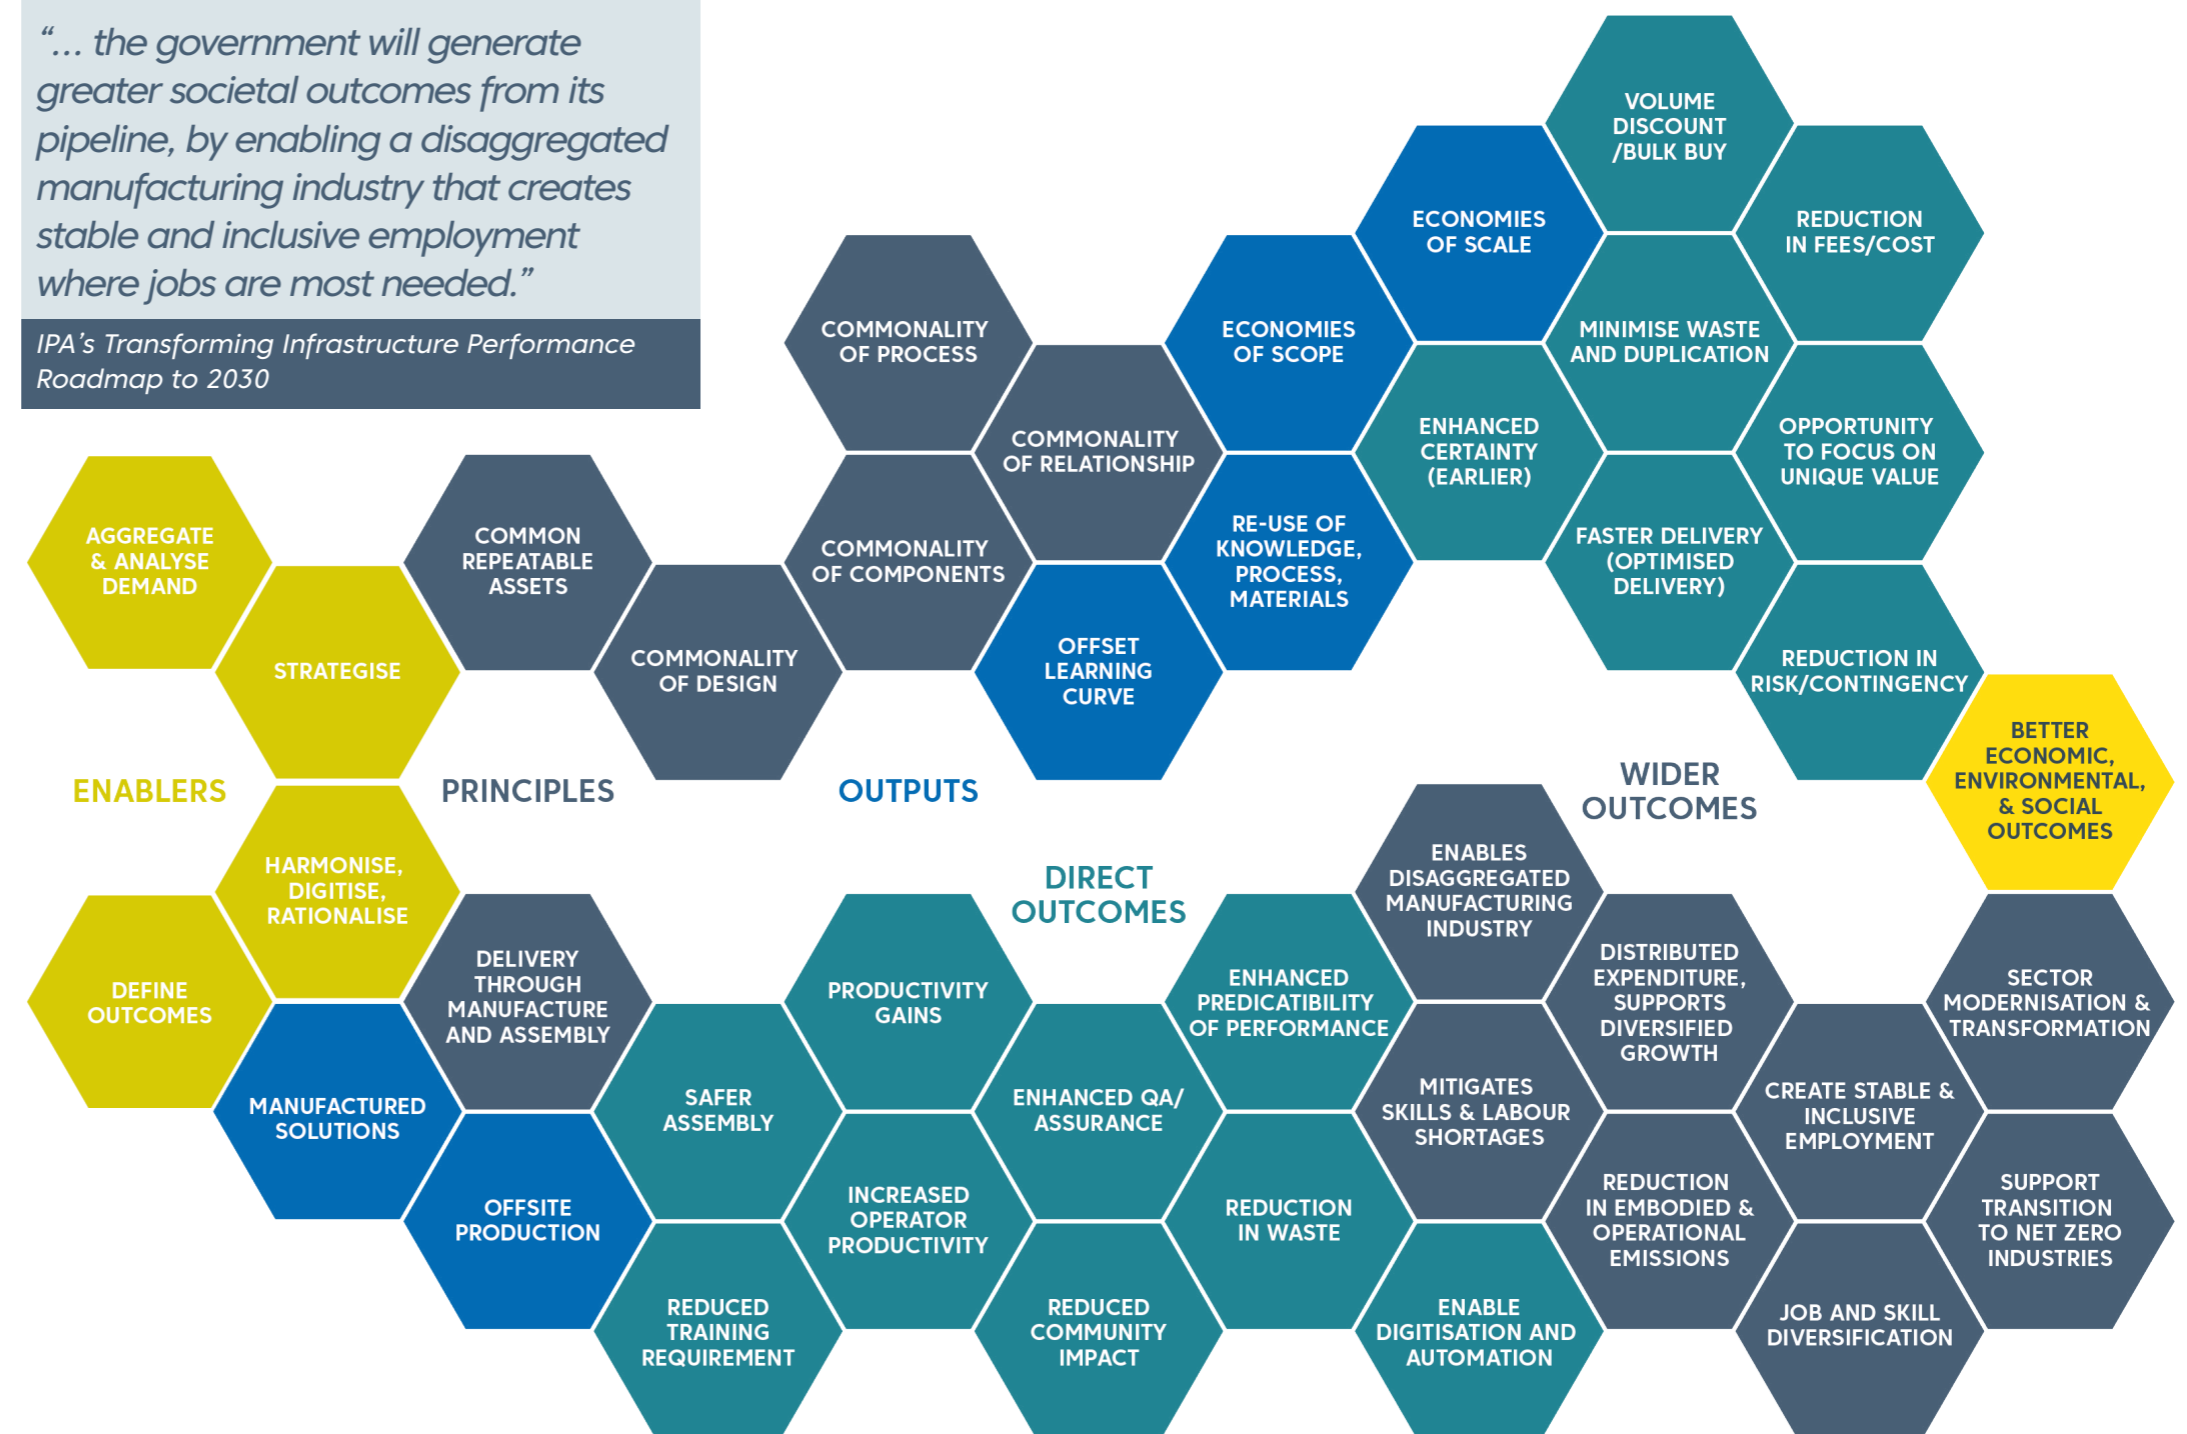 “... the government will generate
greater societal outcomes from its
pipeline, by enabling a disaggregated
manufacturing industry that creates
stable and inclusive employment
where jobs are most needed.”
IPA’s Transforming Infrastructure Performance
Roadmap to 2030
AGGREGATE
& ANALYSE
DEMAND
STRATEGISE
COMMON
REPEATABLE
ASSETS
COMMONALITY
OF DESIGN
COMMONALITY
OF PROCESS
COMMONALITY
OF COMPONENTS
COMMONALITY
OF RELATIONSHIP
OFFSET
LEARNING
CURVE
ECONOMIES
OF SCOPE
RE-USE OF
KNOWLEDGE,
PROCESS,
MATERIALS
ECONOMIES
OF SCALE
ENHANCED
CERTAINTY
(EARLIER)
VOLUME
DISCOUNT
/BULK BUY
MINIMISE WASTE
AND DUPLICATION
FASTER DELIVERY
(OPTIMISED
DELIVERY)
REDUCTION
IN FEES/COST
OPPORTUNITY
TO FOCUS ON
UNIQUE VALUE
REDUCTION IN
RISK/CONTINGENCY
BETTER
ECONOMIC,
ENVIRONMENTAL,
& SOCIAL
OUTCOMES
ENABLERS
PRINCIPLES
OUTPUTS
DIRECT
OUTCOMES
WIDER
OUTCOMES
HARMONISE,
DIGITISE,
RATIONALISE
DEFINE
OUTCOMES
MANUFACTURED
SOLUTIONS
DELIVERY
THROUGH
MANUFACTURE
AND ASSEMBLY
OFFSITE
PRODUCTION
SAFER
ASSEMBLY
REDUCED
TRAINING
REQUIREMENT
PRODUCTIVITY
GAINS
INCREASED
OPERATOR
PRODUCTIVITY
ENHANCED QA/
ASSURANCE
REDUCED
COMMUNITY
IMPACT
ENHANCED
PREDICATIBILITY
OF PERFORMANCE
REDUCTION
IN WASTE
ENABLES
DISAGGREGATED
MANUFACTURING
INDUSTRY
MITIGATES
SKILLS & LABOUR
SHORTAGES
ENABLE
DIGITISATION AND
AUTOMATION
DISTRIBUTED
EXPENDITURE,
SUPPORTS
DIVERSIFIED
GROWTH
REDUCTION
IN EMBODIED &
OPERATIONAL
EMISSIONS
CREATE STABLE &
INCLUSIVE
EMPLOYMENT
JOB AND SKILL
DIVERSIFICATION
SECTOR
MODERNISATION &
TRANSFORMATION
SUPPORT
TRANSITION
TO NET ZERO
INDUSTRIES